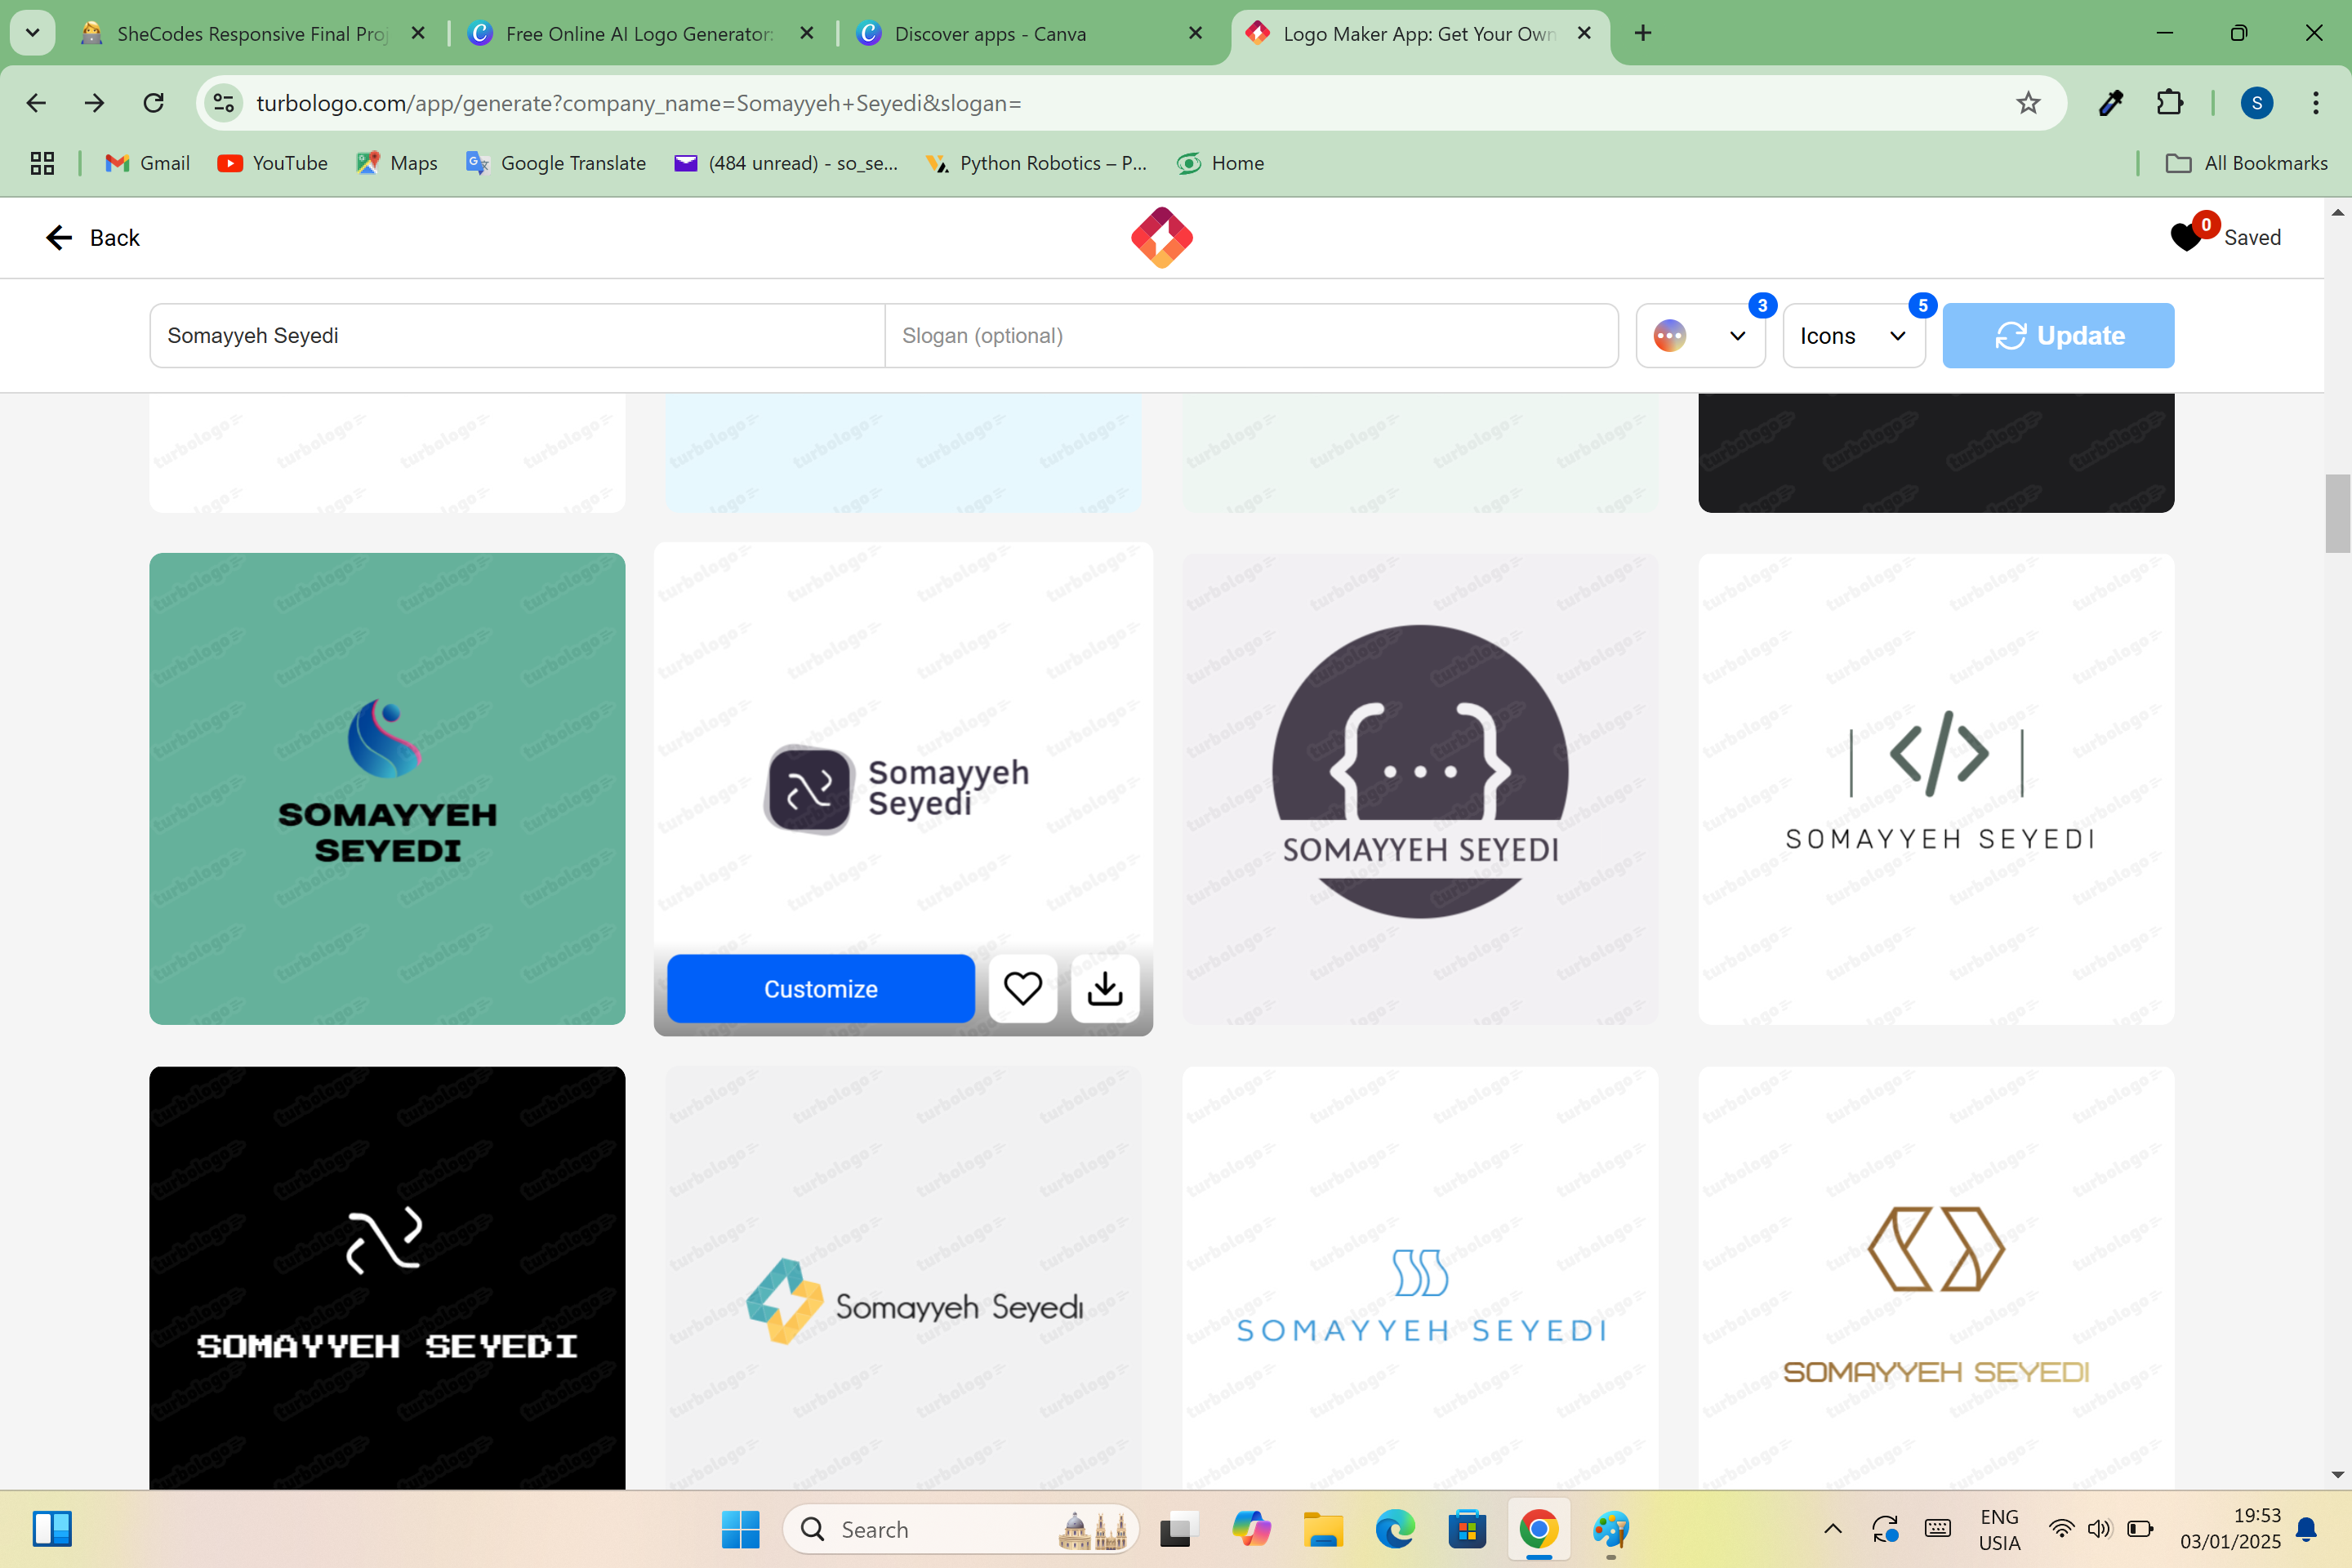 SheCodes Responsive Final Proj
Free Online AI Logo Generator:
Discover apps - Canva
Logo Maker App: Get Your Own
turbologo.com/app/generate?company_name=Somayyeh+Seyedi&slogan=
S
Gmail
YouTube
Maps
Google Translate
(484 unread) - so_se...
Python Robotics – P...
Home
All Bookmarks
Back
0
Saved
Somayyeh Seyedi
Slogan (optional)
3
Icons
5
Update
SOMAYYEH
SEYEDI
Somayyeh
Seyedi
{...}
SOMAYYEH SEYEDI
</>
SOMAYYEH SEYEDI
Customize
SOMAYYEH SEYEDI
Somayyeh Seyedi
SOMAYYEH SEYEDI
SOMAYYEH SEYEDI
turbologo
Search
ENG
USIA
19:53
03/01/2025